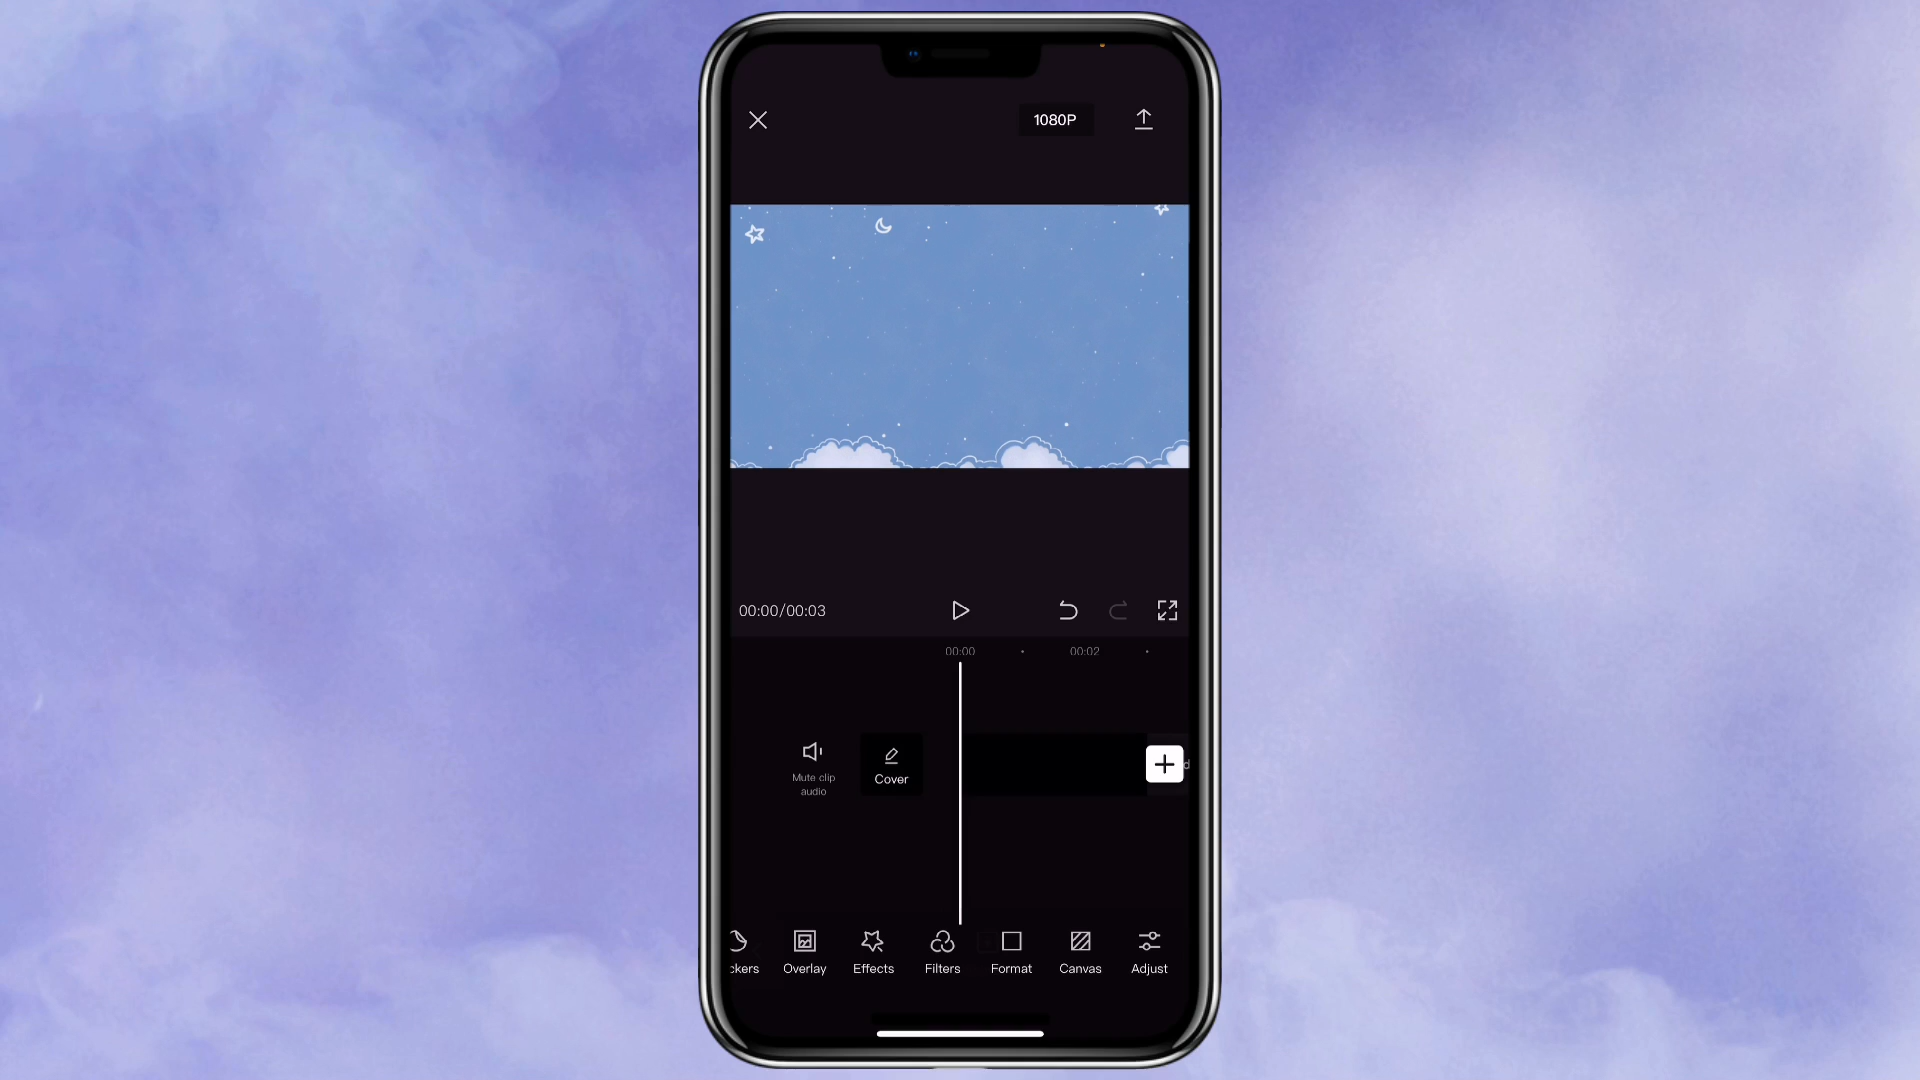 1080P
00:00/00:03
00:00
00:02
Mute clip
audio
Cover
d
ckers
Overlay
Effects
Filters
Format
Canvas
Adjust